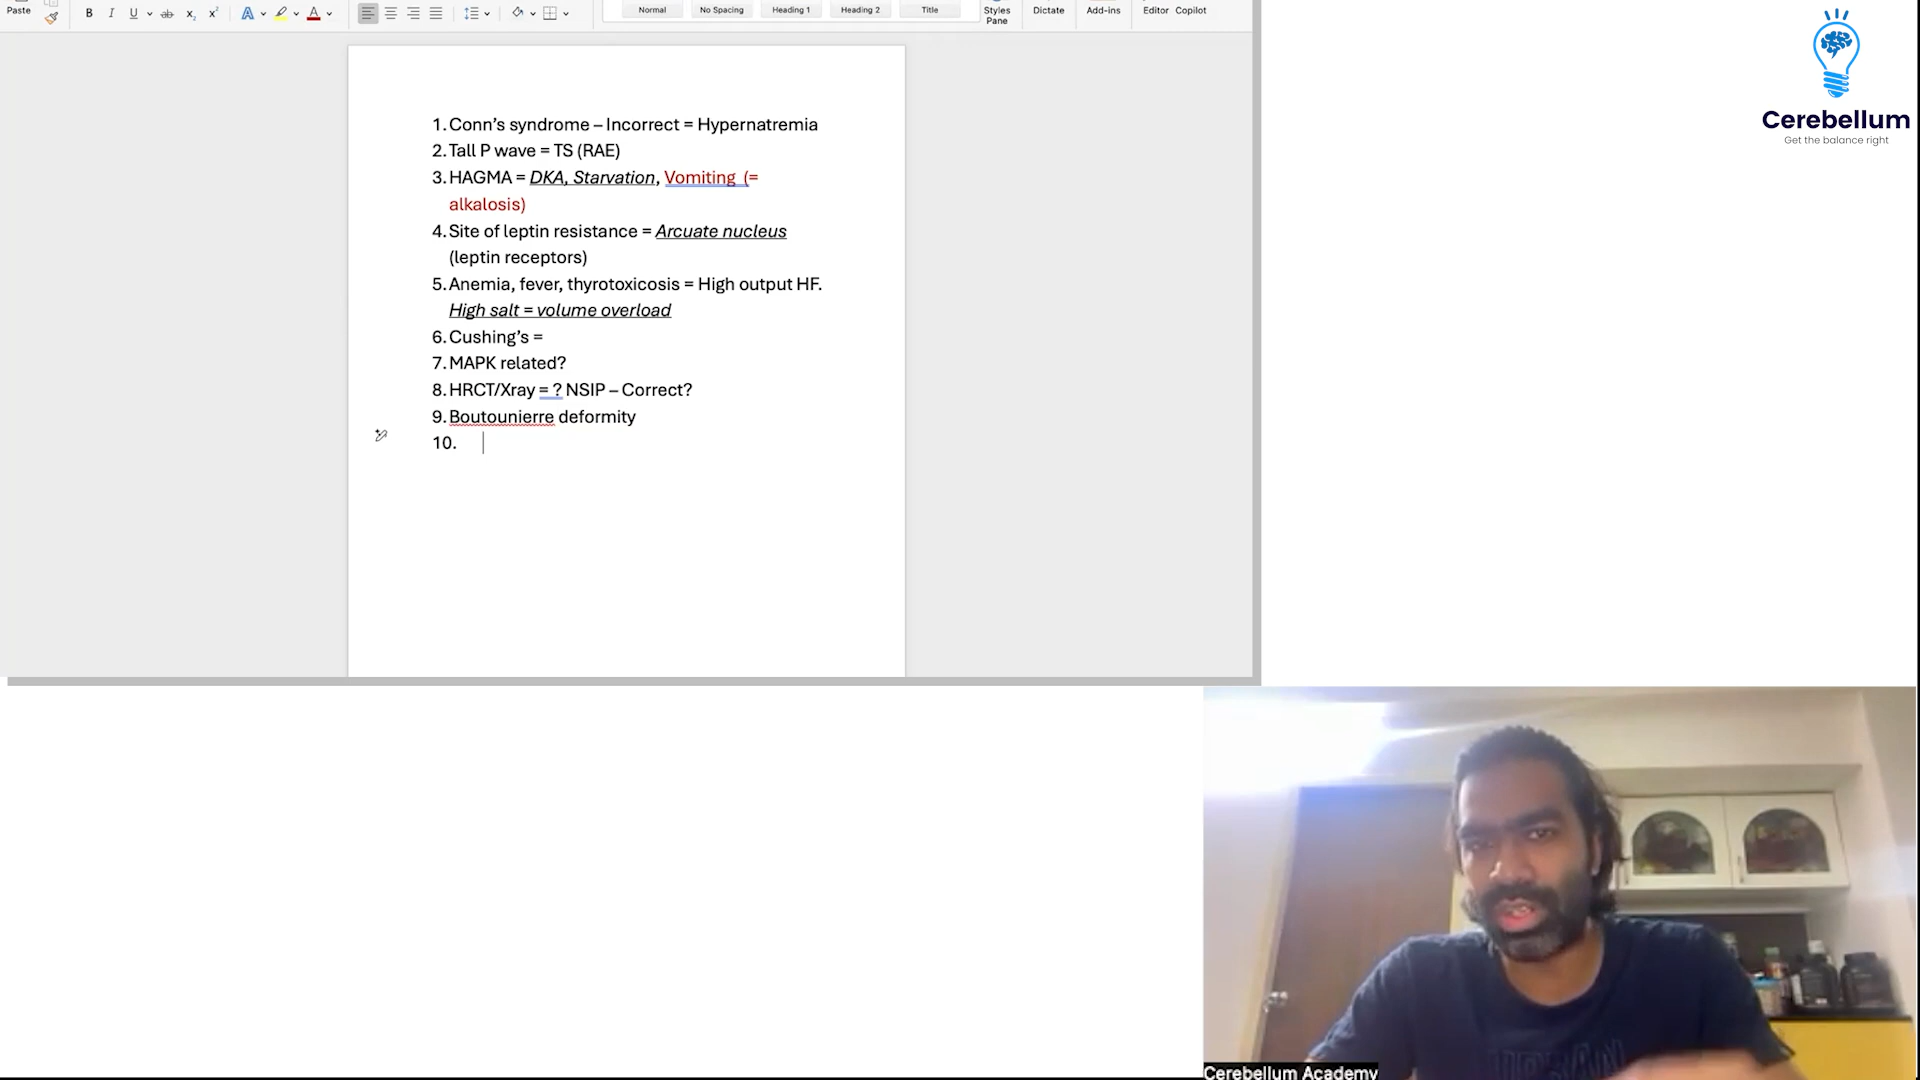 Paste
B I U ab x₂ x² A A
Normal No Spacing Heading 1 Heading 2 Title
Styles
Pane
Dictate Add-ins Editor Copilot
Cerebellum
Get the balance right
1. Conn's syndrome – Incorrect = Hypernatremia
2. Tall P wave = TS (RAE)
3. HAGMA = DKA, Starvation, Vomiting (=
alkalosis)
4. Site of leptin resistance = Arcuate nucleus
(leptin receptors)
5. Anemia, fever, thyrotoxicosis = High output HF.
High salt = volume overload
6. Cushing's =
7. MAPK related?
8. HRCT/Xray = ? NSIP – Correct?
9. Boutounierre deformity
10.
Cerebellum Academy